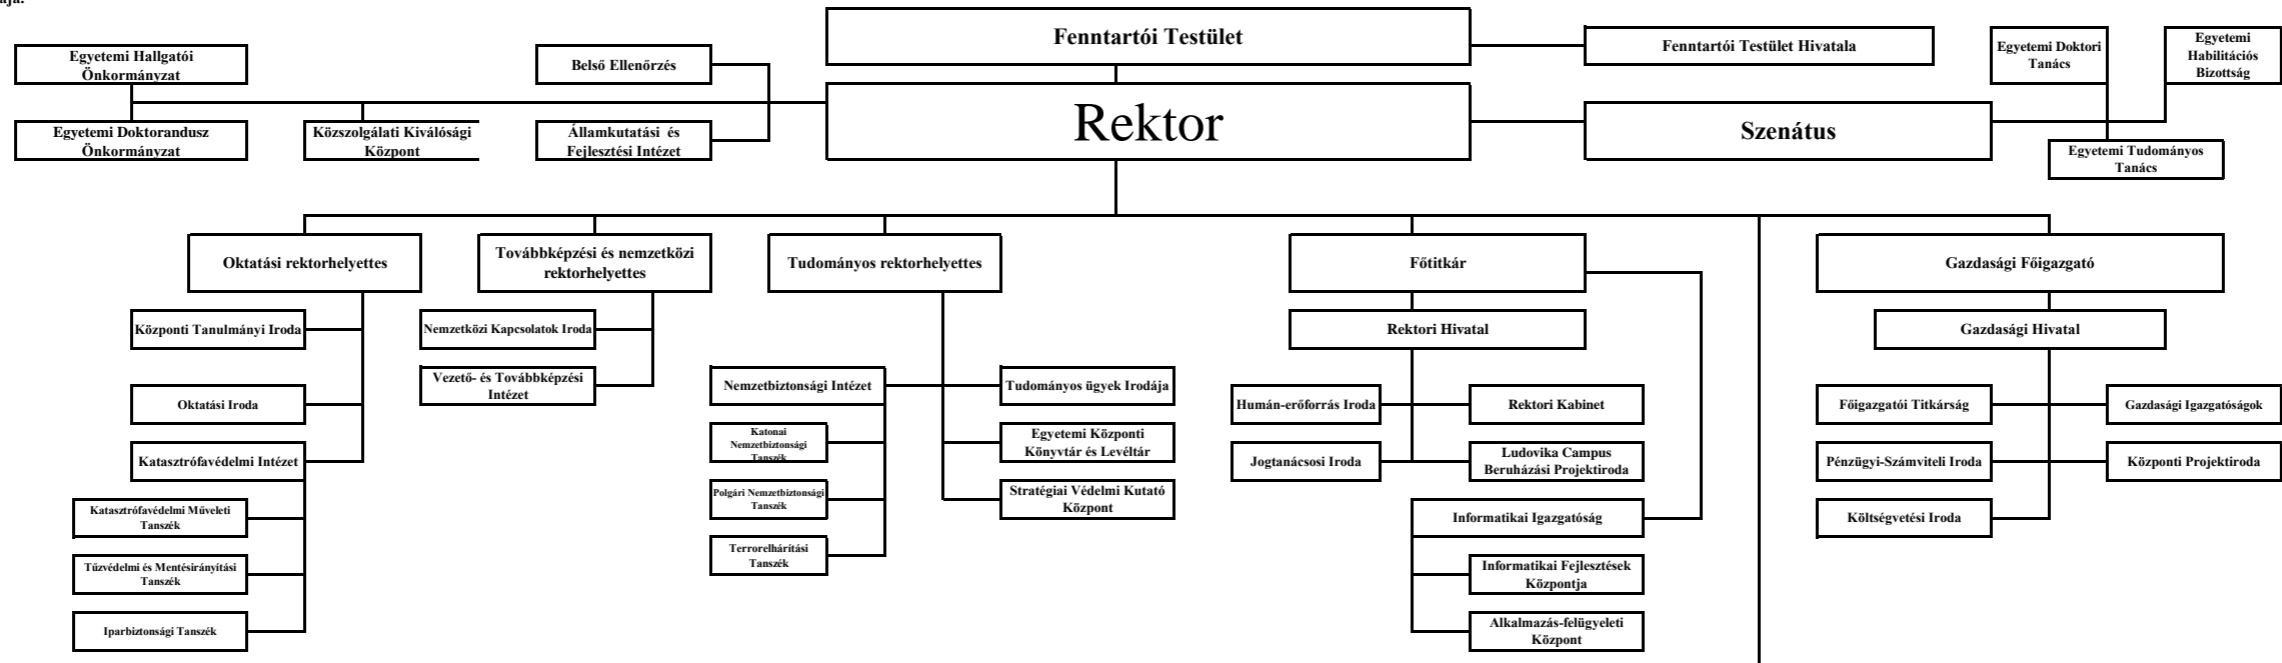 Fenntartói Testület
Fenntartói Testület Hivatala
Egyetemi Doktori
Tanács
Egyetemi
Habilitációs
Bizottság
Egyetemi Hallgatói
Önkormányzat
Belső Ellenőrzés
Rektor
Szenátus
Egyetemi Doktorandusz
Önkormányzat
Közszolgálati Kiválósági
Központ
Államkutatási és
Fejlesztési Intézet
Egyetemi Tudományos
Tanács
Oktatási rektorhelyettes
Továbbképzési és nemzetközi
rektorhelyettes
Tudományos rektorhelyettes
Főtitkár
Gazdasági Főigazgató
Központi Tanulmányi Iroda
Nemzetközi Kapcsolatok Iroda
Rektori Hivatal
Gazdasági Hivatal
Vezető- és Továbbképzési
Intézet
Nemzetbiztonsági Intézet
Tudományos ügyek Irodája
Oktatási Iroda
Humán-erőforrás Iroda
Rektori Kabinet
Főigazgatói Titkárság
Gazdasági Igazgatóságok
Katonai
Nemzetbiztonsági
Tanszék
Egyetemi Központi
Könyvtár és Levéltár
Katasztrófavédelmi Intézet
Jogtanácsosi Iroda
Ludovika Campus
Beruházási Projektiroda
Pénzügyi-Számviteli Iroda
Központi Projektiroda
Polgári Nemzetbiztonsági
Tanszék
Stratégiai Védelmi Kutató
Központ
Katasztrófavédelmi Műveleti
Tanszék
Informatikai Igazgatóság
Költségvetési Iroda
Terrorelhárítási
Tanszék
Tűzvédelmi és Mentésirányítási
Tanszék
Informatikai Fejlesztések
Központja
Iparbiztonsági Tanszék
Alkalmazás-felügyeleti
Központ